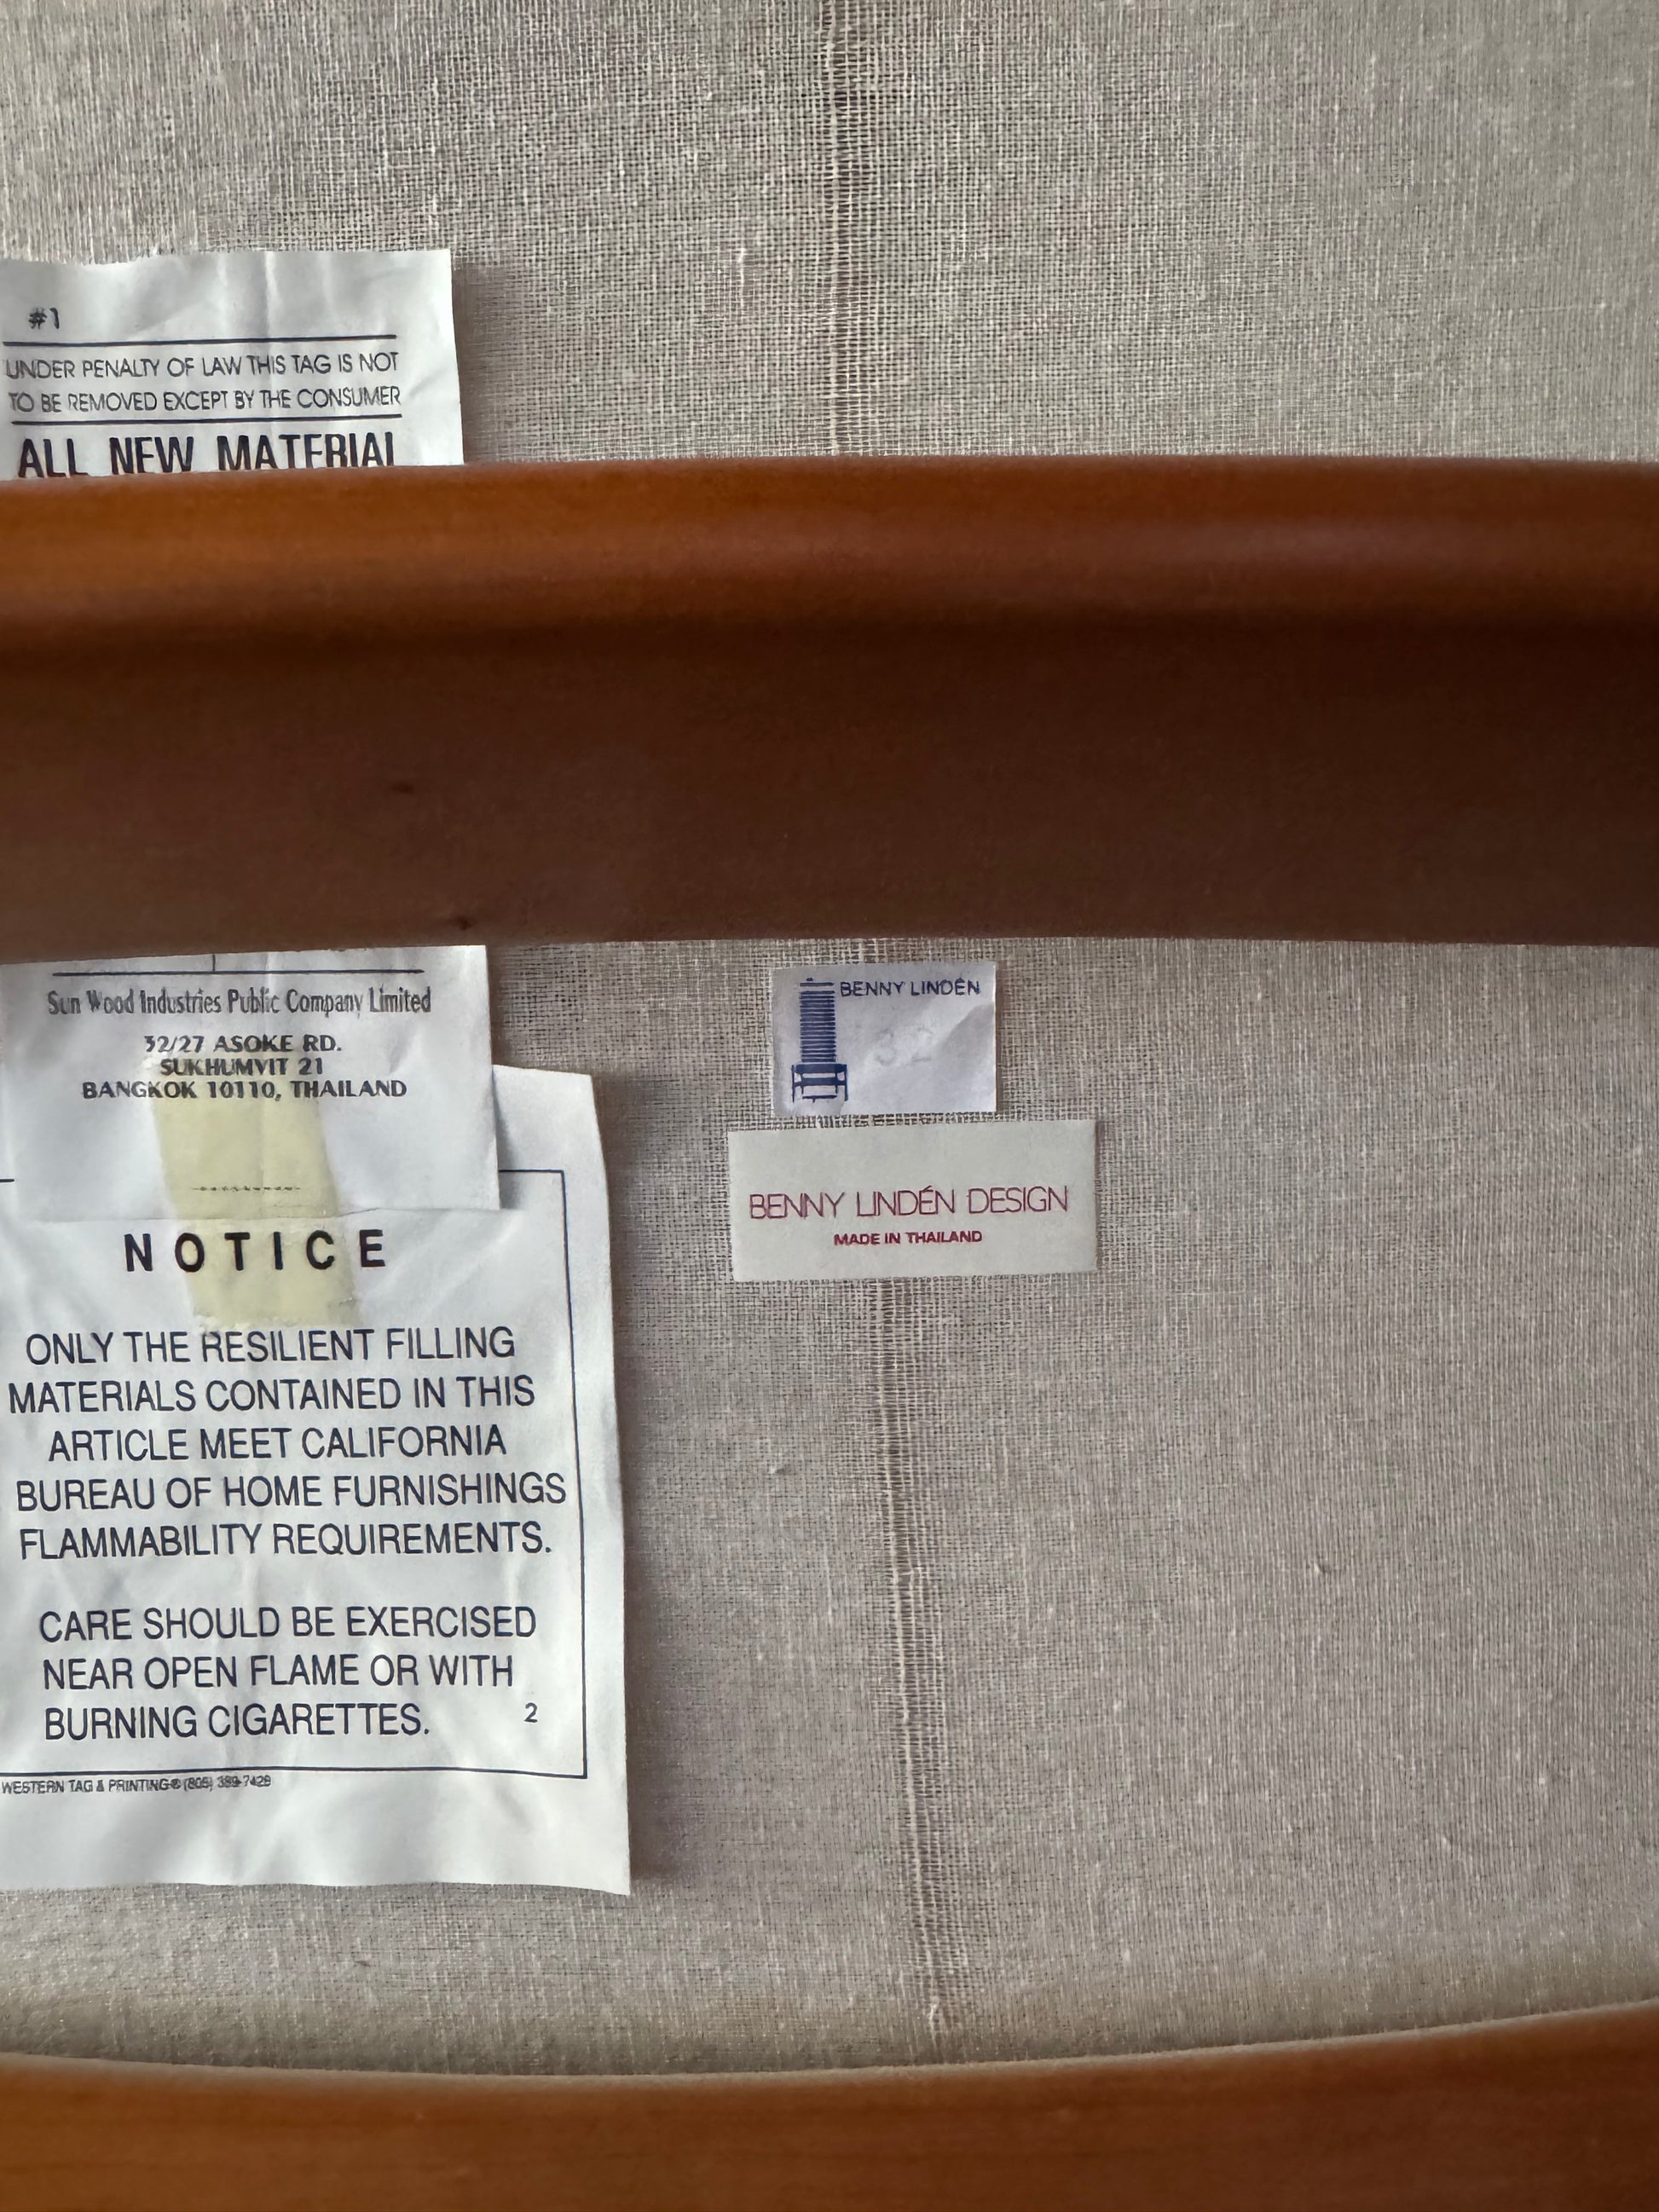 #1
UNDER PENALTY OF LAW THIS TAG IS NOT
TO BE REMOVED EXCEPT BY THE CONSUMER
ALL NEW MATERIAL
Sun Wood Industries Public Company Limited
32/27 ASOKE RD.
SUKHUMVIT 21
BANGKOK 10110, THAILAND
NOTICE
ONLY THE RESILIENT FILLING
MATERIALS CONTAINED IN THIS
ARTICLE MEET CALIFORNIA
BUREAU OF HOME FURNISHINGS
FLAMMABILITY REQUIREMENTS.
CARE SHOULD BE EXERCISED
NEAR OPEN FLAME OR WITH
BURNING CIGARETTES.
2
WESTERN TAG & PRINTING® (805) 389-7429
BENNY LINDÉN
32
BENNY LINDÉN DESIGN
MADE IN THAILAND